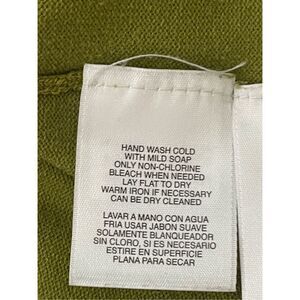 HAND WASH COLD
WITH MILD SOAP
ONLY NON-CHLORINE
BLEACH WHEN NEEDED
LAY FLAT TO DRY
WARM IRON IF NECESSARY
CAN BE DRY CLEANED
LAVAR A MANO CON AGUA
FRIA USAR JABON SUAVE
SOLAMENTE BLANQUEADOR
SIN CLORO, SI ES NECESARIO
ESTIRE EN SUPERFICIE
PLANA PARA SECAR